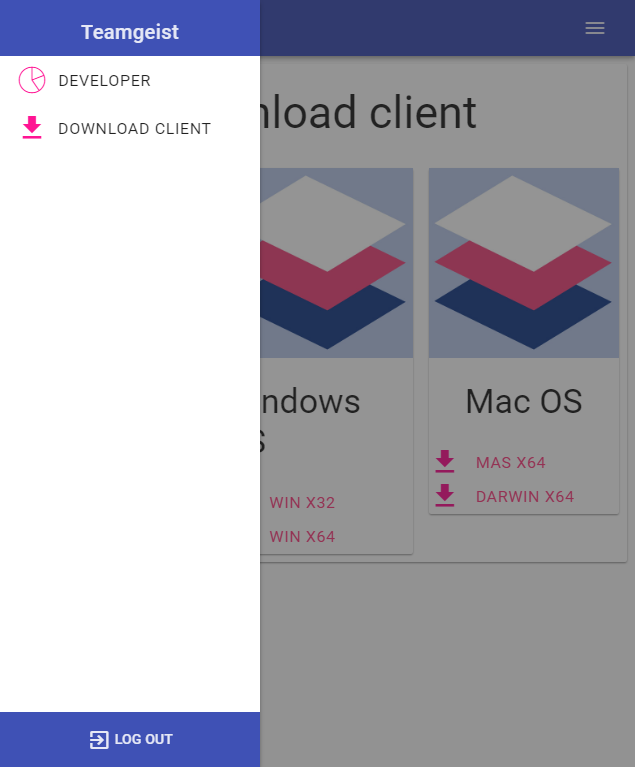 Teamgeist
DEVELOPER
DOWNLOAD CLIENT
nload client
ndows
s
WIN X32
WIN X64
Mac OS
MAS X64
DARWIN X64
LOG OUT